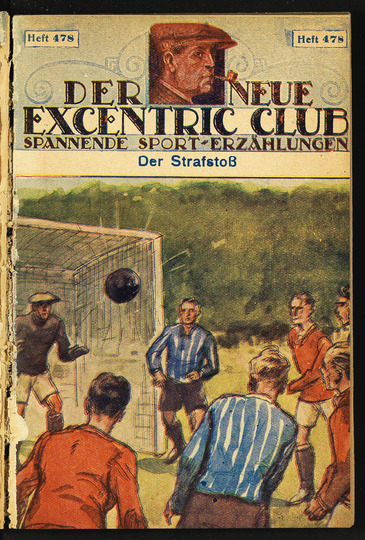 Heft 478
Heft 478
DER NEUE
EXCENTRIC CLUB
SPANNENDE SPORT-ERZÄHLUNGEN
Der Strafstoß